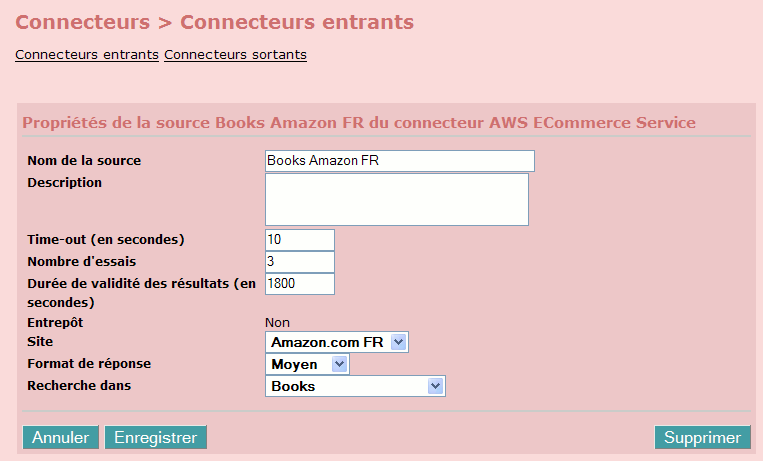 Connecteurs > Connecteurs entrants
Connecteurs entrants Connecteurs sortants
Propriétés de la source Books Amazon FR du connecteur AWS ECommerce Service
Nom de la source Books Amazon FR
Description
Time-out (en secondes) 10
Nombre d'essais 3
Durée de validité des résultats (en 1800
secondes)
Entrepôt Non
Site Amazon.com FR
Format de réponse Moyen
Recherche dans Books
Annuler Enregistrer Supprimer